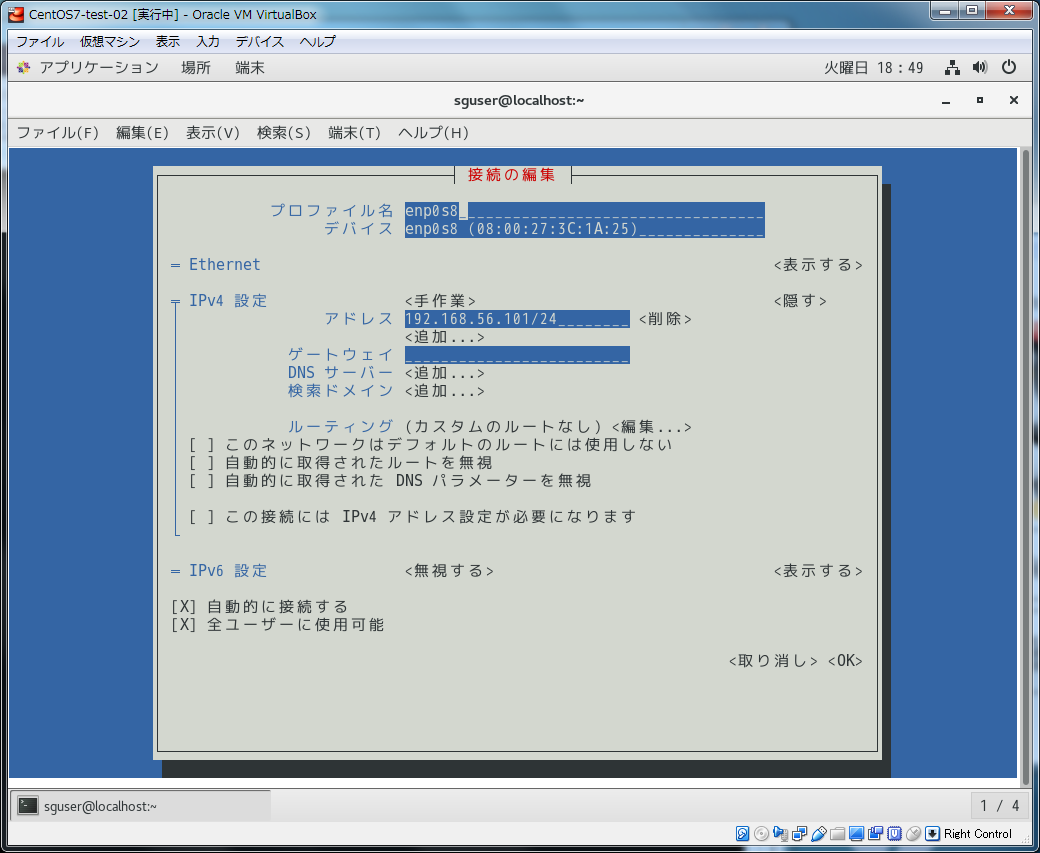 CentOS7-test-02 [実行中] - Oracle VM VirtualBox
ファイル 仮想マシン 表示 入力 デバイス ヘルプ
アプリケーション 場所 端末 火曜日 18：49
sguser@localhost:~
ファイル(F) 編集(E) 表示(V) 検索(S) 端末(T) ヘルプ(H)
接続の編集
プロファイル名 enp0s8__________________________________
デバイス enp0s8 (08:00:27:3C:1A:25)______________
= Ethernet <表示する>
IPv4 設定 <手作業> <隠す>
アドレス 192.168.56.101/24________ <削除>
<追加...>
ゲートウェイ _________________________
DNS サーバー <追加...>
検索ドメイン <追加...>
ルーティング (カスタムのルートなし) <編集...>
[ ] このネットワークはデフォルトのルートには使用しない
[ ] 自動的に取得されたルートを無視
[ ] 自動的に取得された DNS パラメーターを無視
[ ] この接続には IPv4 アドレス設定が必要になります
= IPv6 設定 <無視する> <表示する>
[X] 自動的に接続する
[X] 全ユーザーに使用可能
<取り消し> <OK>
sguser@localhost:~ 1 / 4
Right Control